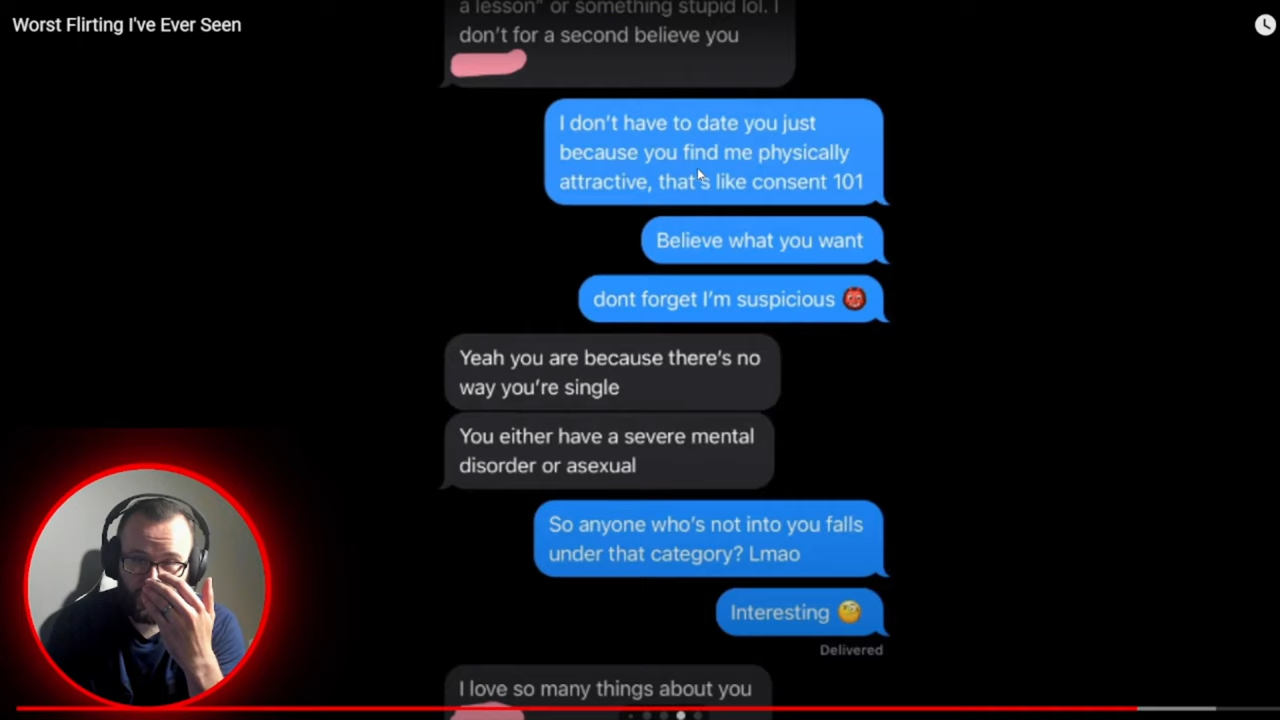 Worst Flirting I've Ever Seen
a lesson" or something stupid lol. I
don't for a second believe you
I don't have to date you just
because you find me physically
attractive, that's like consent 101
Believe what you want
dont forget I'm suspicious 👹
Yeah you are because there's no
way you're single
You either have a severe mental
disorder or asexual
So anyone who's not into you falls
under that category? Lmao
Interesting 🧐
Delivered
I love so many things about you